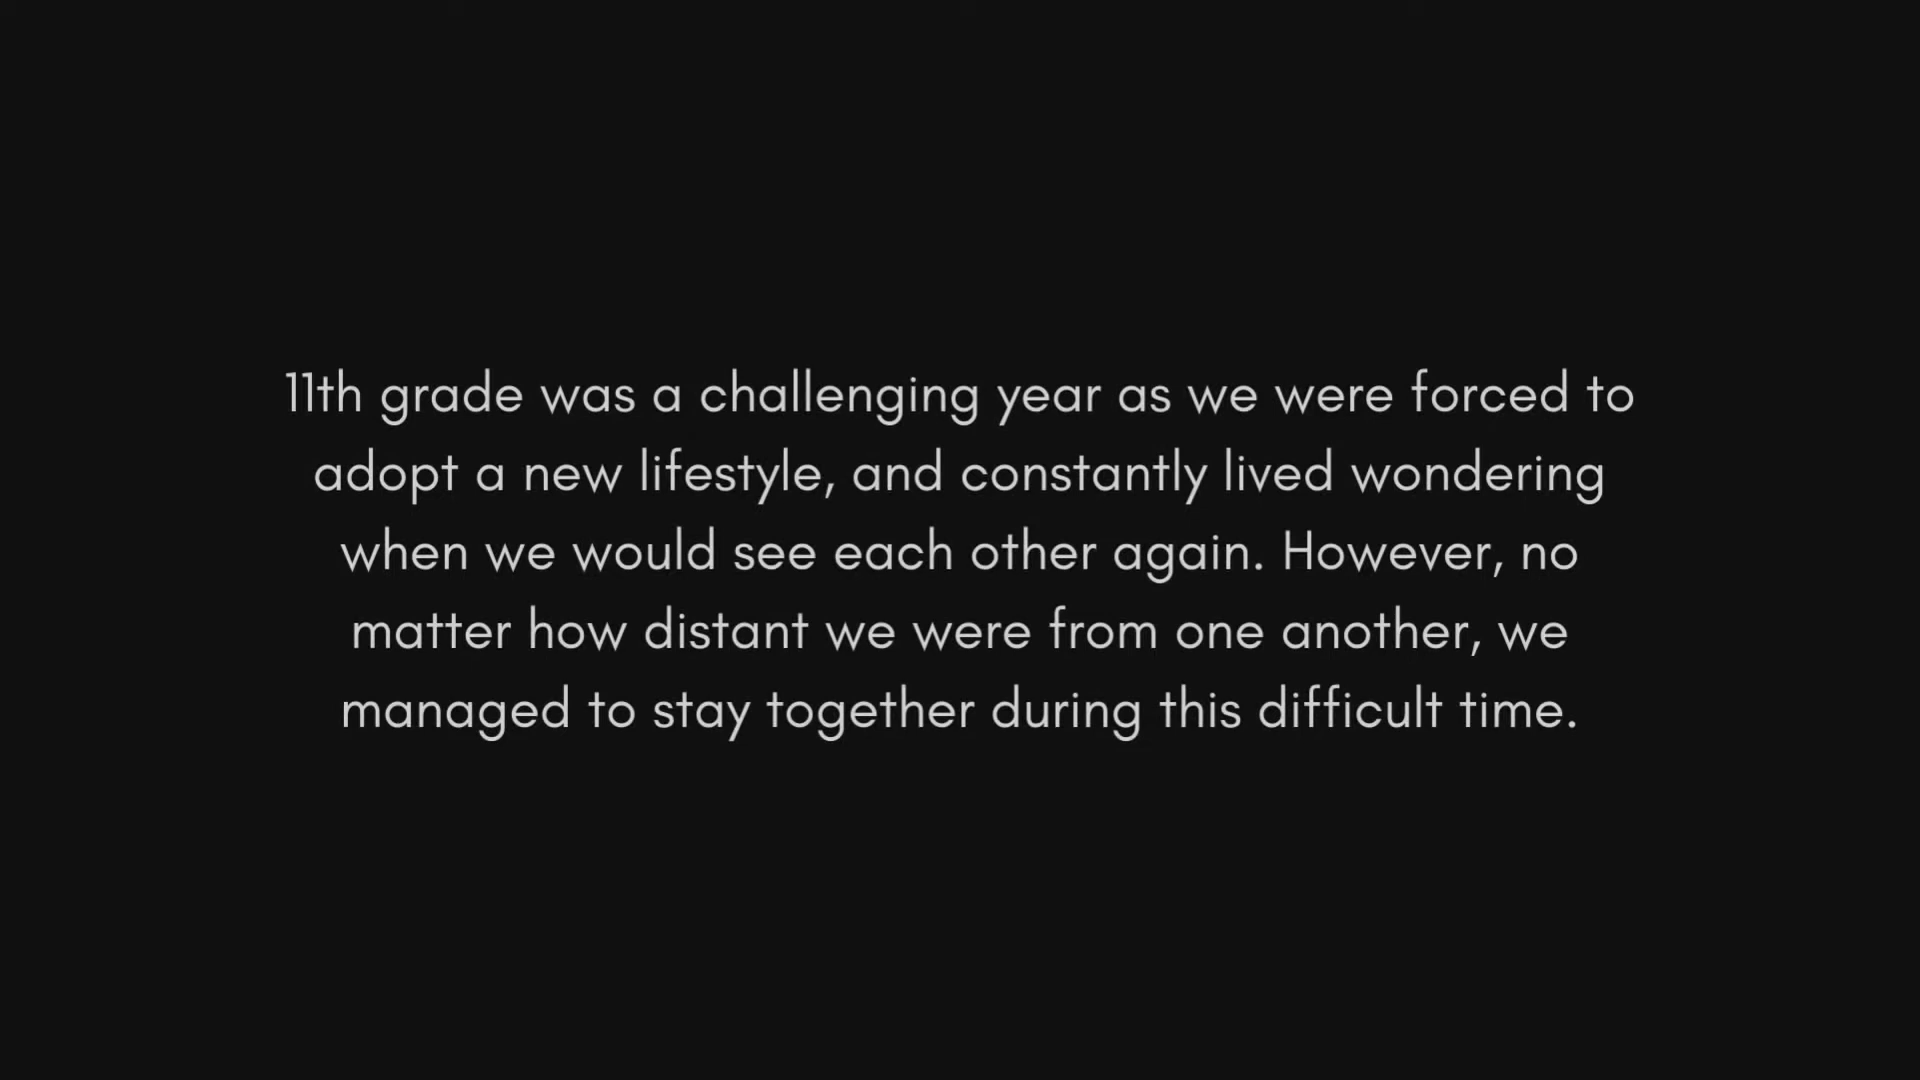 11th grade was a challenging year as we were forced to
adopt a new lifestyle, and constantly lived wondering
when we would see each other again. However, no
matter how distant we were from one another, we
managed to stay together during this difficult time.